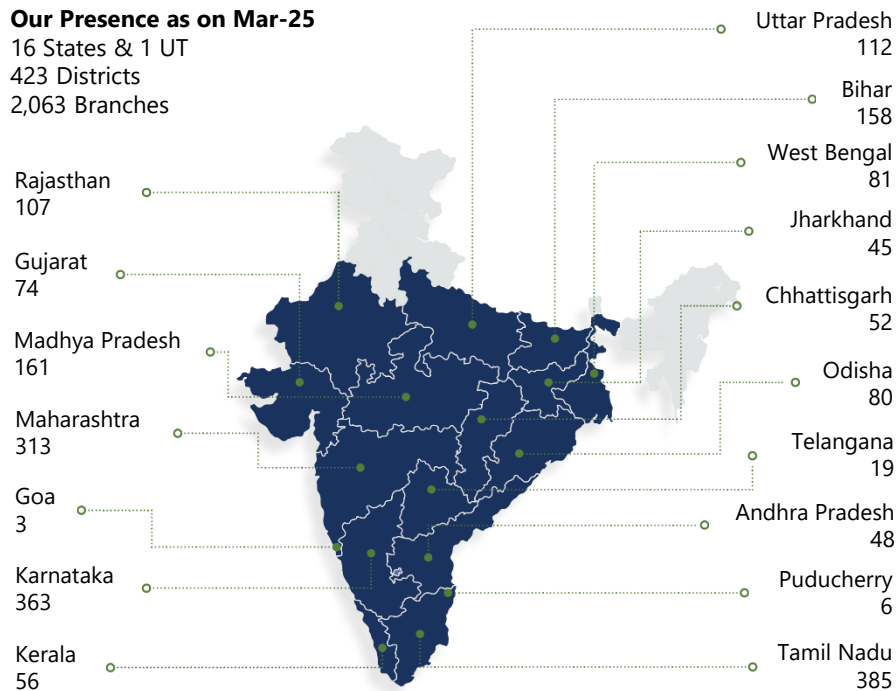 Our Presence as on Mar-25
16 States & 1 UT
423 Districts
2,063 Branches
Rajasthan
107
Gujarat
74
Madhya Pradesh
161
Maharashtra
313
Goa
3
Karnataka
363
Kerala
56
Uttar Pradesh
112
Bihar
158
West Bengal
81
Jharkhand
45
Chhattisgarh
52
Odisha
80
Telangana
19
Andhra Pradesh
48
Puducherry
6
Tamil Nadu
385